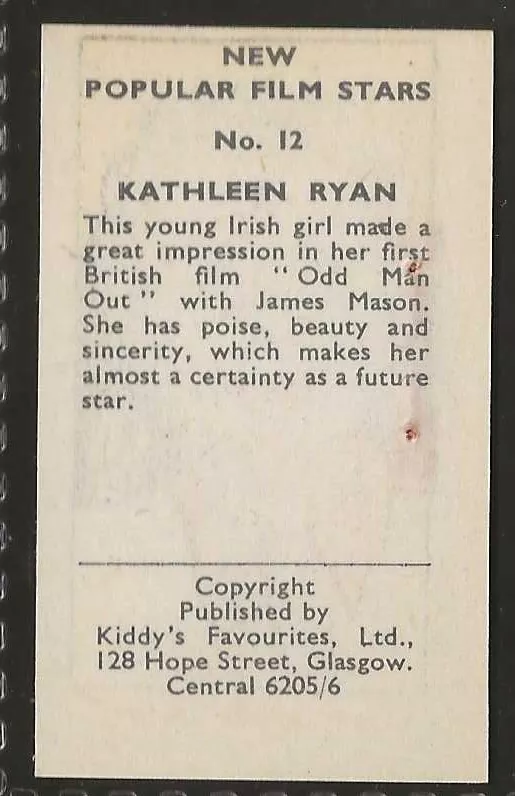 NEW
POPULAR FILM STARS
No. 12
KATHLEEN RYAN
This young Irish girl made a
great impression in her first
British film "Odd Man
Out" with James Mason.
She has poise, beauty and
sincerity, which makes her
almost a certainty as a future
star.
Copyright
Published by
Kiddy's Favourites, Ltd.,
128 Hope Street, Glasgow.
Central 6205/6